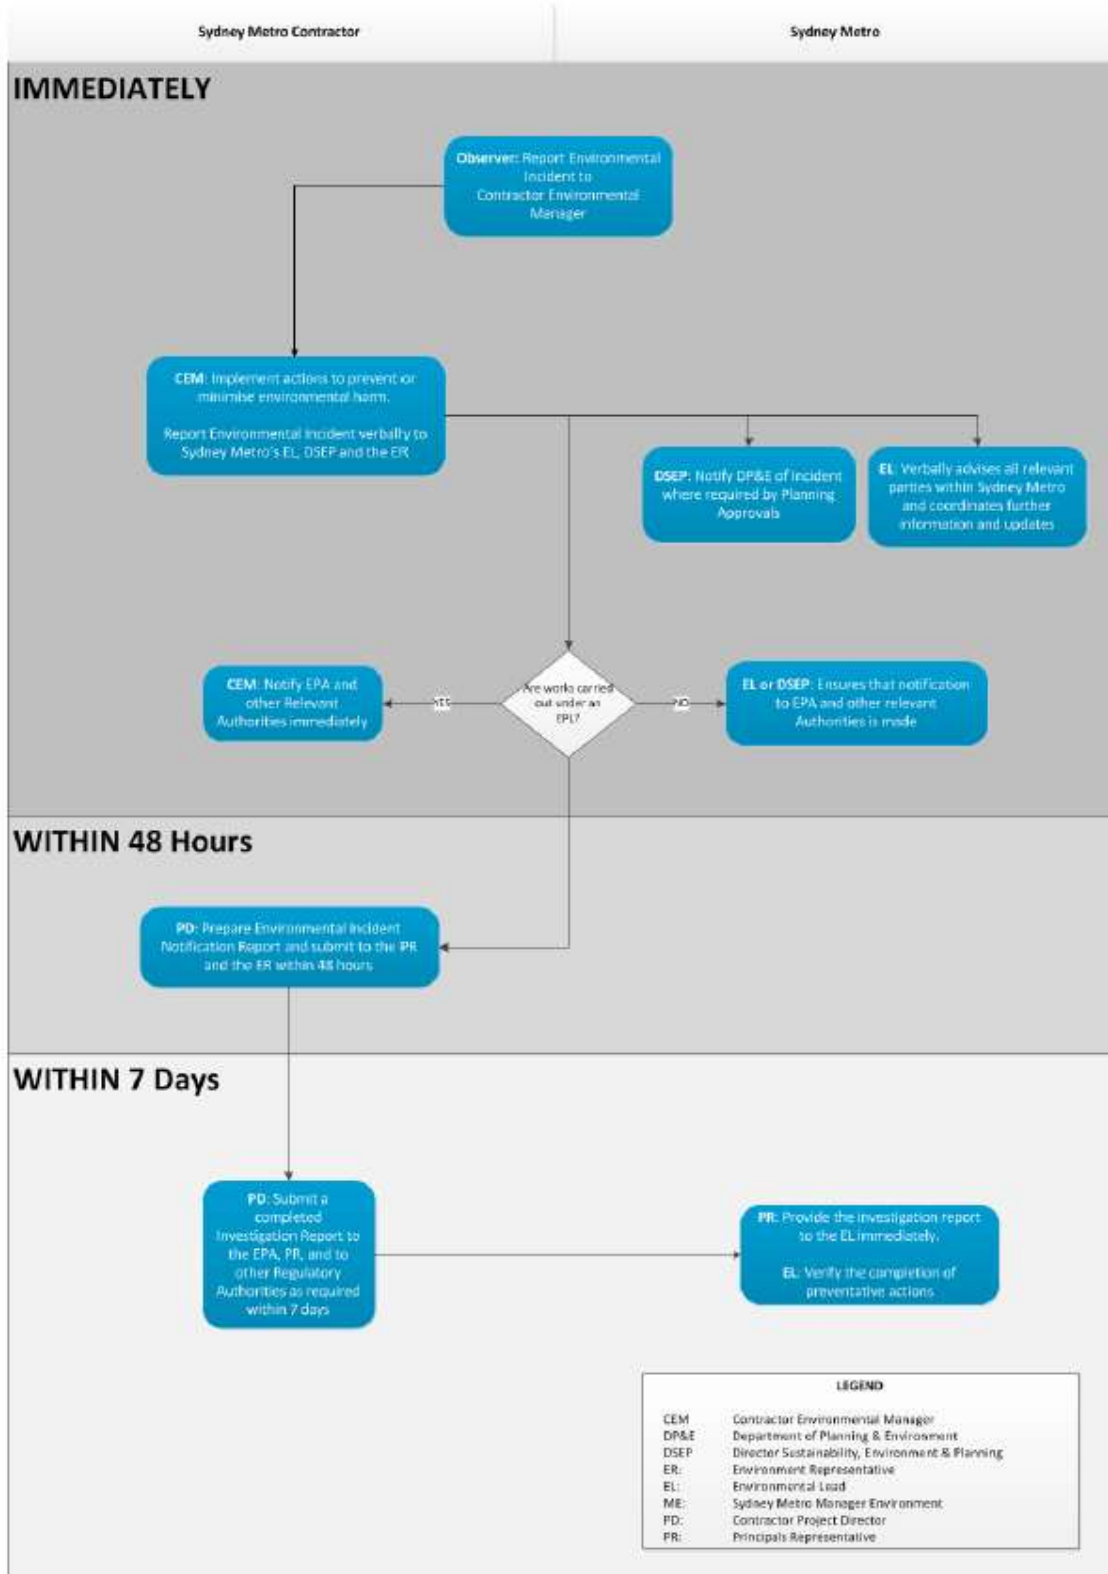 Sydney Metro Contractor
Sydney Metro
IMMEDIATELY
Observer: Report Environmental
Incident to
Contractor Environmental
Manager
CEM: Implement actions to prevent or
minimise environmental harm.
Report Environmental Incident verbally to
Sydney Metro's EL, DSEP and the ER
DSEP: Notify DP&E of incident
where required by Planning
Approvals
EL: Verbally advises all relevant
parties within Sydney Metro
and coordinates further
information and updates
CEM: Notify EPA and
other Relevant
Authorities immediately
YES
Are works carried
out under an
EPL?
NO
EL or DSEP: Ensures that notification
to EPA and other relevant
Authorities is made
WITHIN 48 Hours
PD: Prepare Environmental Incident
Notification Report and submit to the PR
and the ER within 48 hours
WITHIN 7 Days
PD: Submit a
completed
Investigation Report to
the EPA, PR, and to
other Regulatory
Authorities as required
within 7 days
PR: Provide the investigation report
to the EL immediately.
EL: Verify the completion of
preventative actions
LEGEND
CEM Contractor Environmental Manager
DP&E Department of Planning & Environment
DSEP Director Sustainability, Environment & Planning
ER: Environment Representative
EL: Environmental Lead
ME: Sydney Metro Manager Environment
PD: Contractor Project Director
PR: Principals Representative